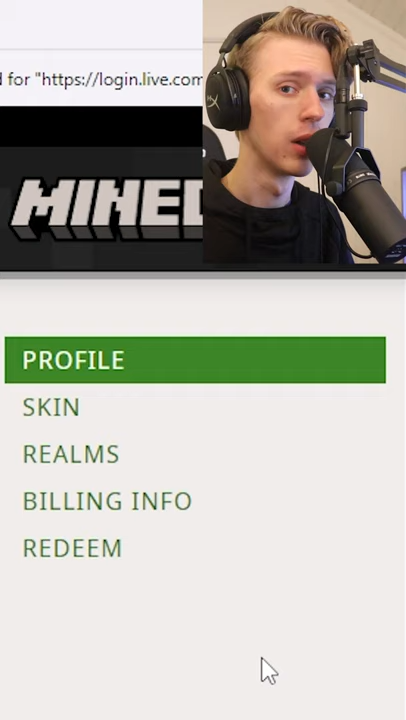 d for "https://login.live.com
MINEC
PROFILE
SKIN
REALMS
BILLING INFO
REDEEM